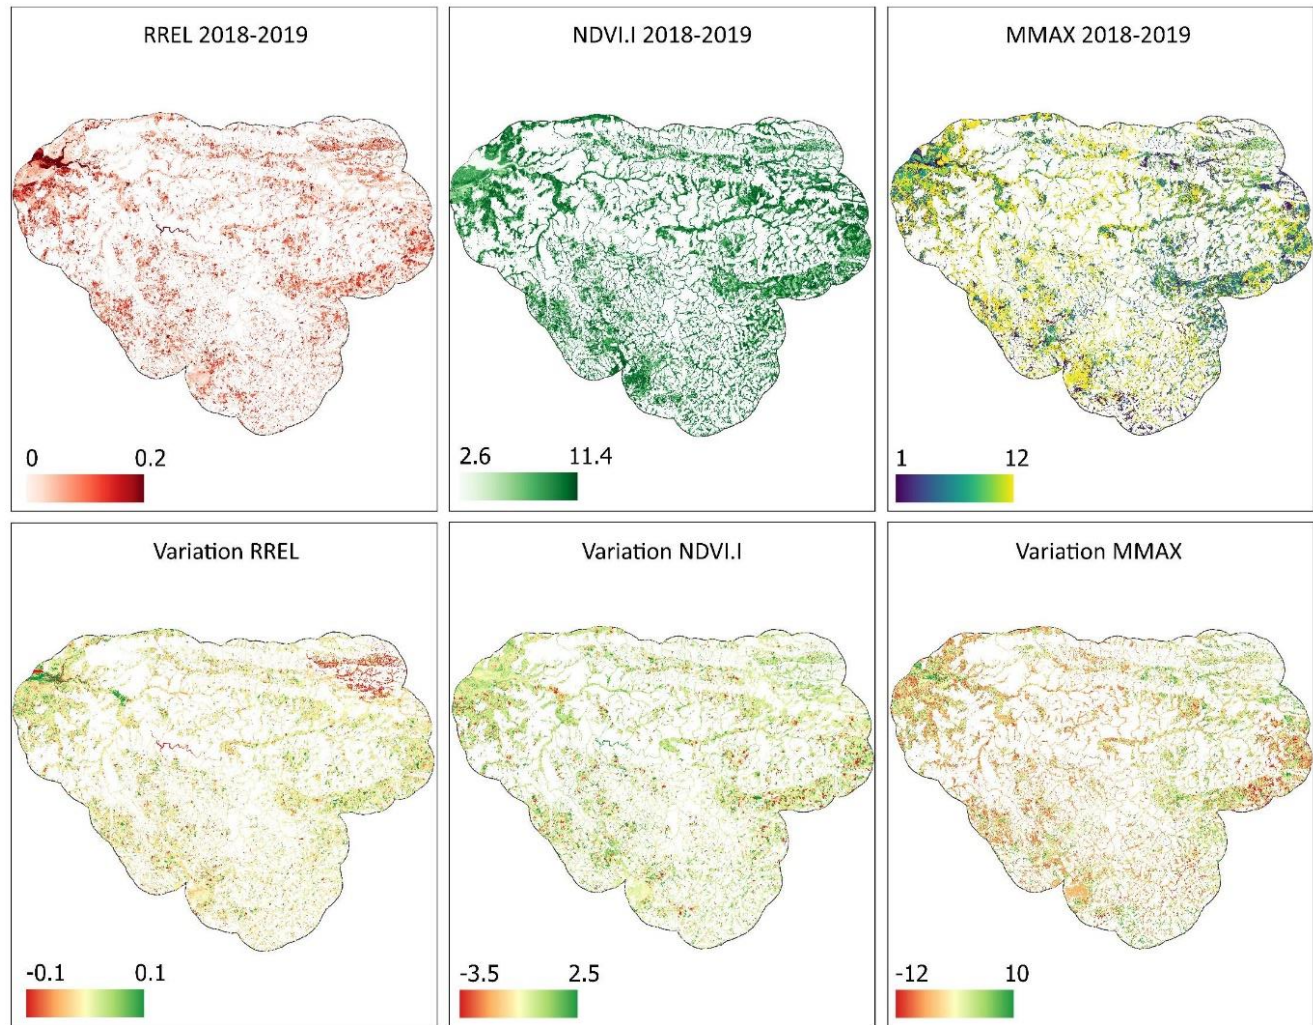 RREL 2018-2019
NDVI.I 2018-2019
MMAX 2018-2019
0 0.2
2.6 11.4
1 12
Variation RREL
Variation NDVI.I
Variation MMAX
-0.1 0.1
-3.5 2.5
-12 10